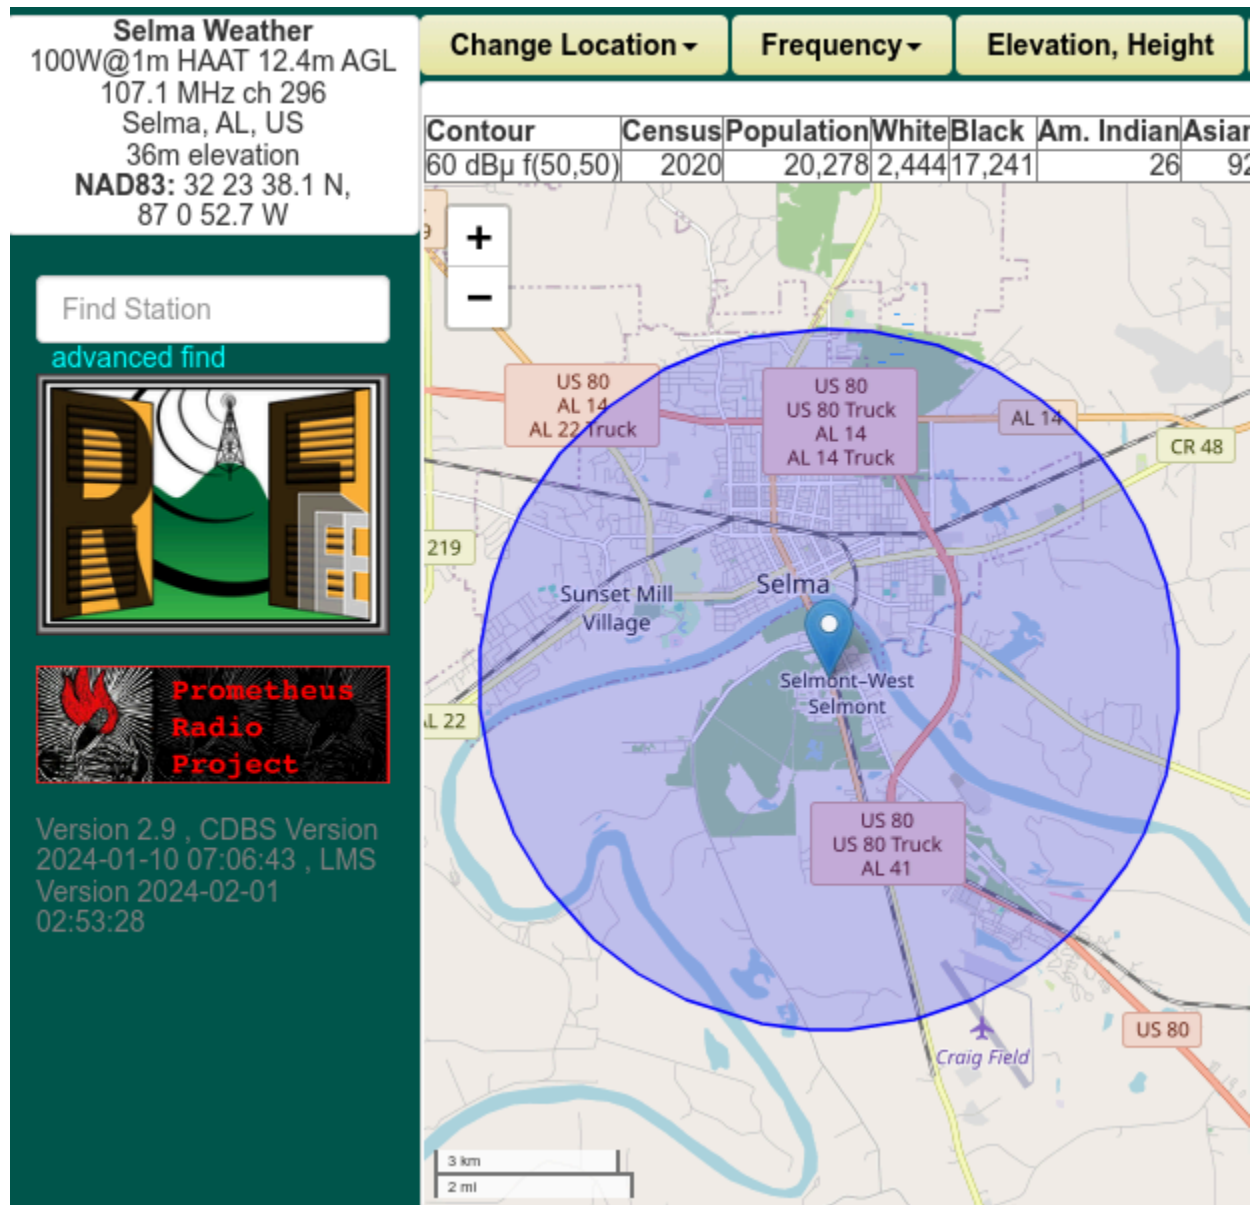 Selma Weather
100W@1m HAAT 12.4m AGL
107.1 MHz ch 296
Selma, AL, US
36m elevation
NAD83: 32 23 38.1 N,
87 0 52.7 W
Find Station
advanced find
Prometheus
Radio
Project
Version 2.9 , CDBS Version
2024-01-10 07:06:43 , LMS
Version 2024-02-01
02:53:28
Change Location
Frequency
Elevation, Height
Contour Census Population White Black Am. Indian Asian
60 dBµ f(50,50) 2020 20,278 2,444 17,241 26 92
9
+
−
US 80
AL 14
AL 22 Truck
US 80
US 80 Truck
AL 14
AL 14 Truck
AL 14
CR 48
219
Selma
Sunset Mill
Village
Selmont–West
Selmont
AL 22
US 80
US 80 Truck
AL 41
US 80
Craig Field
3 km
2 mi